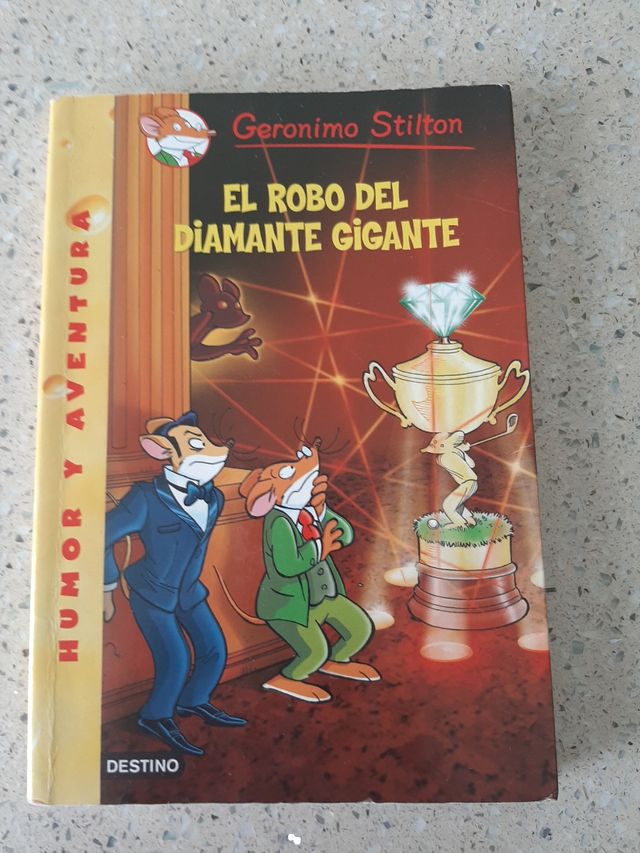 Geronimo Stilton
EL ROBO DEL
DIAMANTE GIGANTE
HUMOR Y AVENTURA
DESTINO